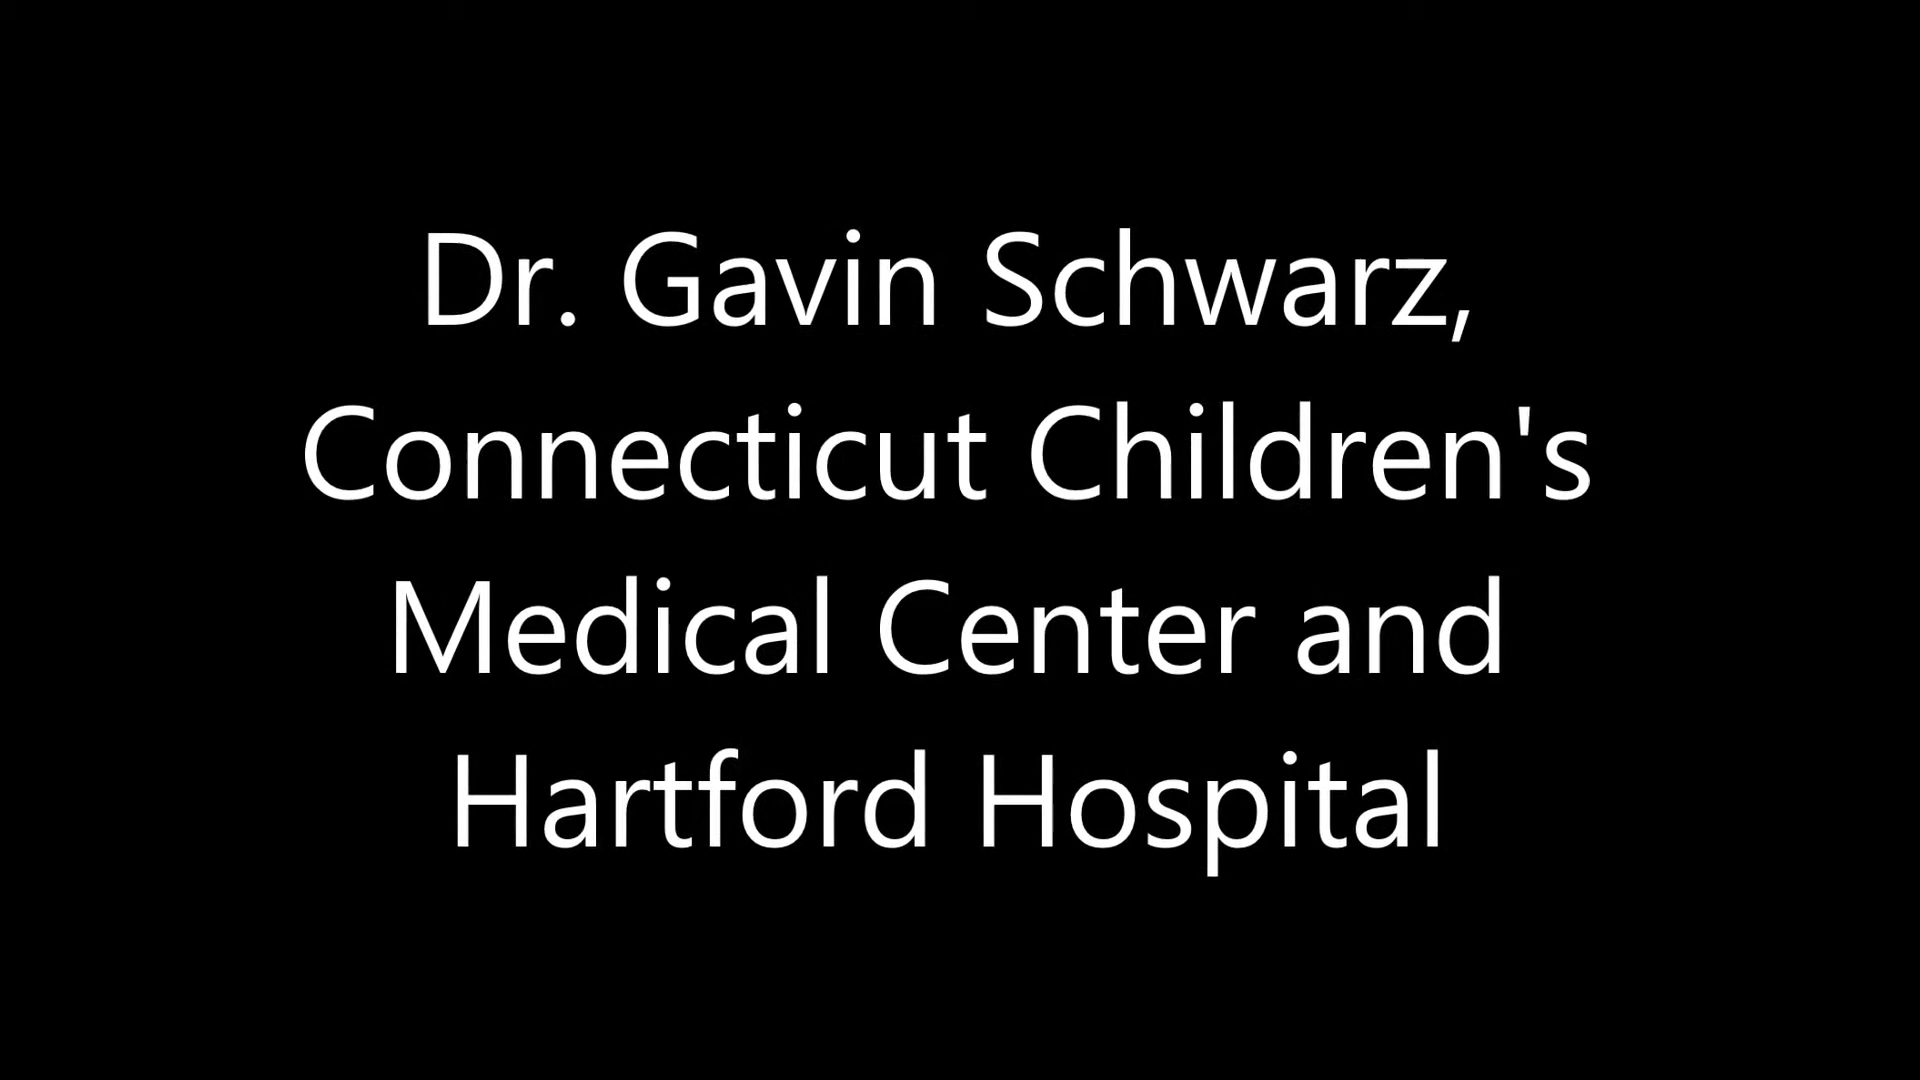 Dr. Gavin Schwarz,
Connecticut Children's
Medical Center and
Hartford Hospital